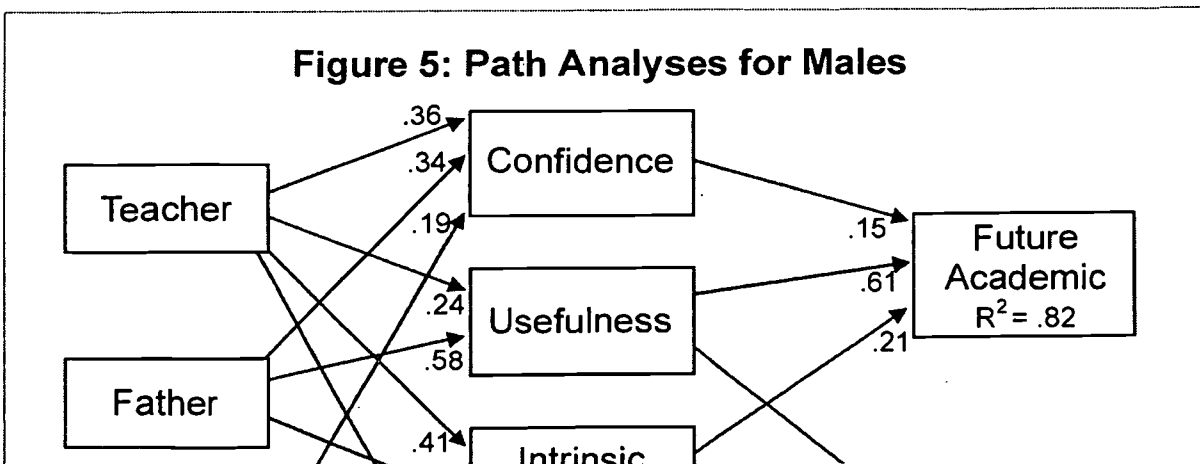 Figure 5: Path Analyses for Males
.36
Confidence
.34
Teacher
.19
.15
Future
Academic
R² = .82
.61
.24
Usefulness
.21
.58
Father
.41
Intrinsic